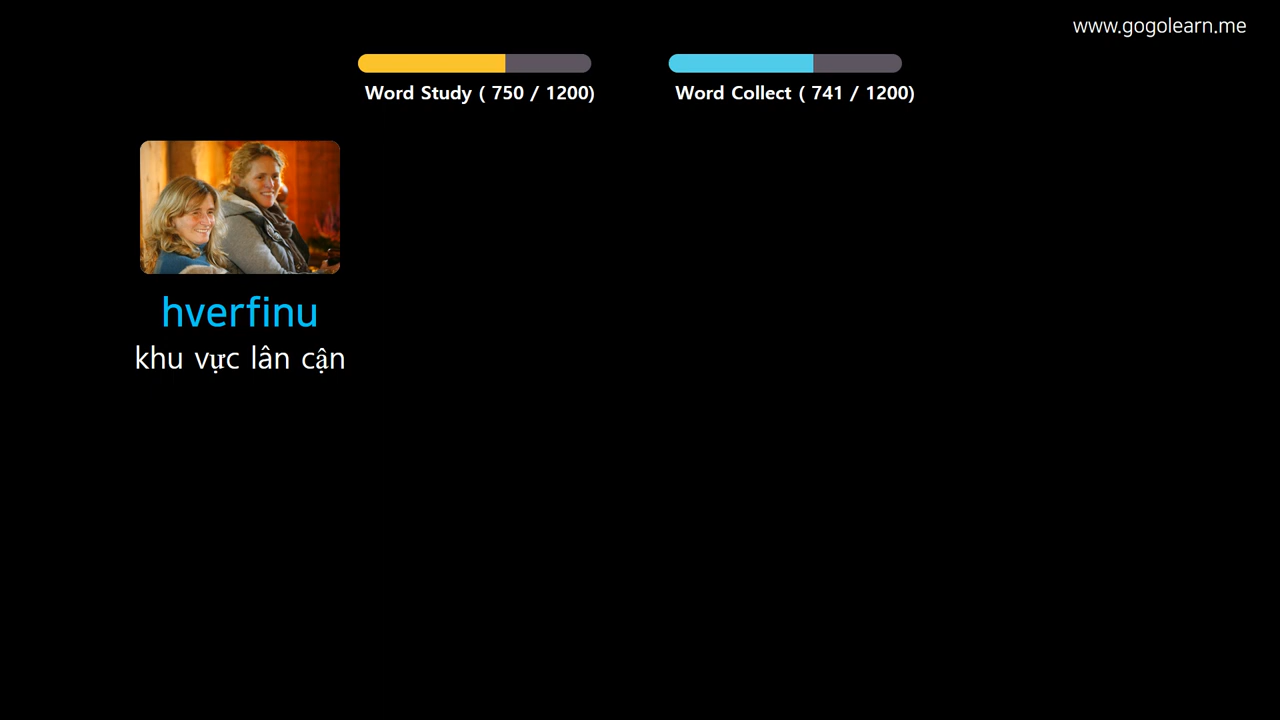 www.gogolearn.me
Word Study ( 750 / 1200)
Word Collect ( 741 / 1200)
hverfinu
khu vực lân cận